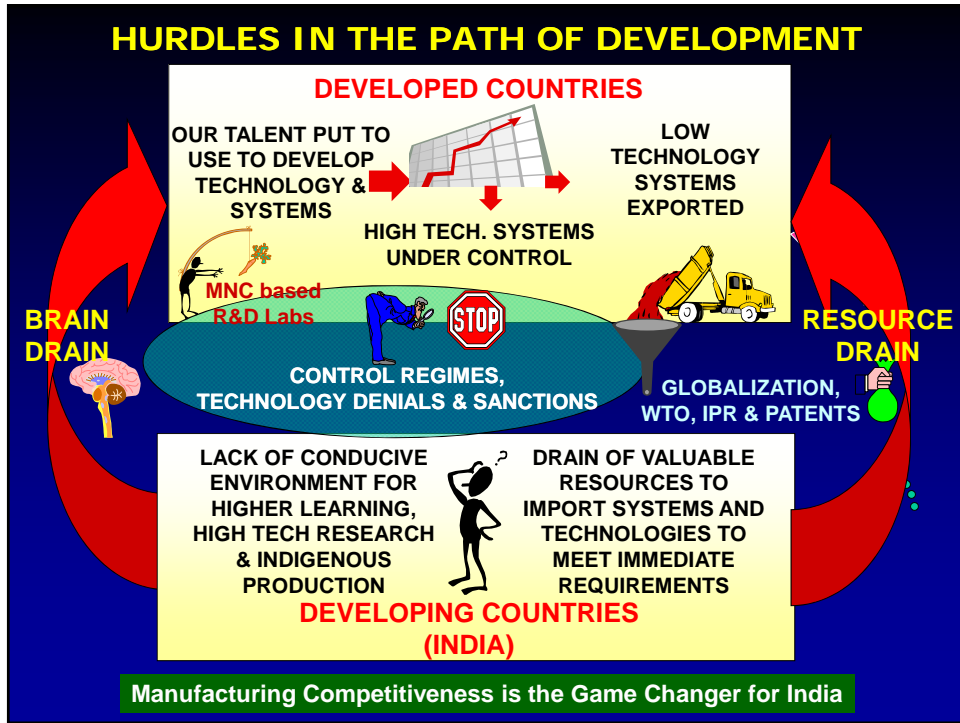 HURDLES IN THE PATH OF DEVELOPMENT
DEVELOPED COUNTRIES
OUR TALENT PUT TO
USE TO DEVELOP
TECHNOLOGY &
SYSTEMS
LOW
TECHNOLOGY
SYSTEMS
EXPORTED
HIGH TECH. SYSTEMS
UNDER CONTROL
MNC based
R&D Labs
STOP
BRAIN
DRAIN
RESOURCE
DRAIN
CONTROL REGIMES,
TECHNOLOGY DENIALS & SANCTIONS
GLOBALIZATION,
WTO, IPR & PATENTS
LACK OF CONDUCIVE
ENVIRONMENT FOR
HIGHER LEARNING,
HIGH TECH RESEARCH
& INDIGENOUS
PRODUCTION
?
DRAIN OF VALUABLE
RESOURCES TO
IMPORT SYSTEMS AND
TECHNOLOGIES TO
MEET IMMEDIATE
REQUIREMENTS
DEVELOPING COUNTRIES
(INDIA)
Manufacturing Competitiveness is the Game Changer for India